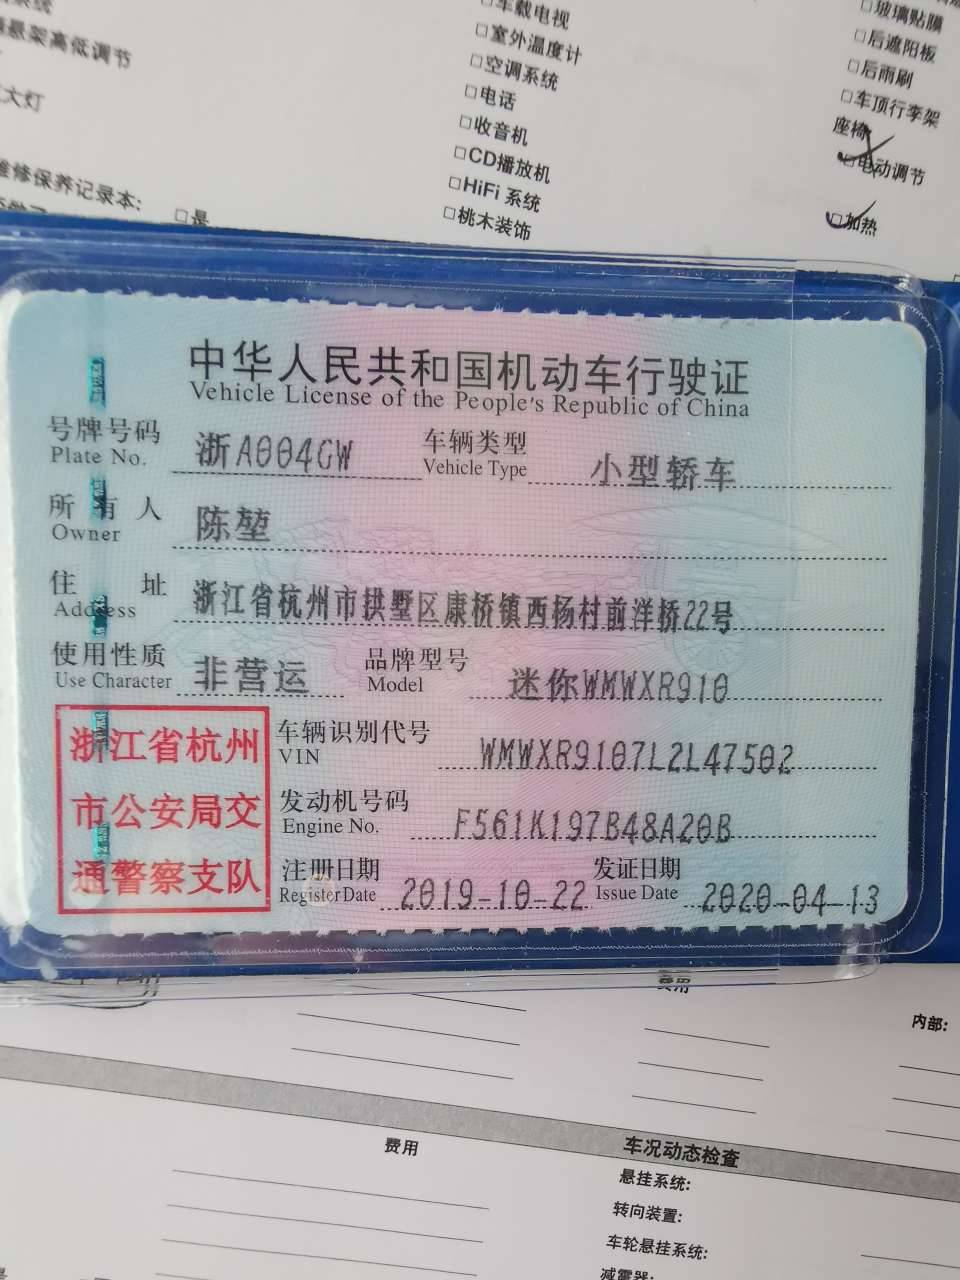 悬架高低调节
大灯
维修保养记录本: □是
□车载电视
□室外温度计
□空调系统
□电话
□收音机
□CD播放机
□HiFi 系统
□桃木装饰
□玻璃贴膜
□后遮阳板
□后雨刷
□车顶行李架
座椅
□电动调节
□加热
中华人民共和国机动车行驶证
Vehicle License of the People's Republic of China
号牌号码 浙A004GW 车辆类型 小型轿车
Plate No. Vehicle Type
所有人 陈堃
Owner
住址 浙江省杭州市拱墅区康桥镇西杨村前洋桥22号
Address
使用性质 非营运 品牌型号 迷你WMWXR910
Use Character Model
浙江省杭州
市公安局交
通警察支队
车辆识别代号 WMWXR9107L2L47502
VIN
发动机号码 F561K197B48A20B
Engine No.
注册日期 2019-10-22 发证日期 2020-04-13
Register Date Issue Date
费用
内部:
费用
车况动态检查
悬挂系统:
转向装置:
车轮悬挂系统:
减震器: